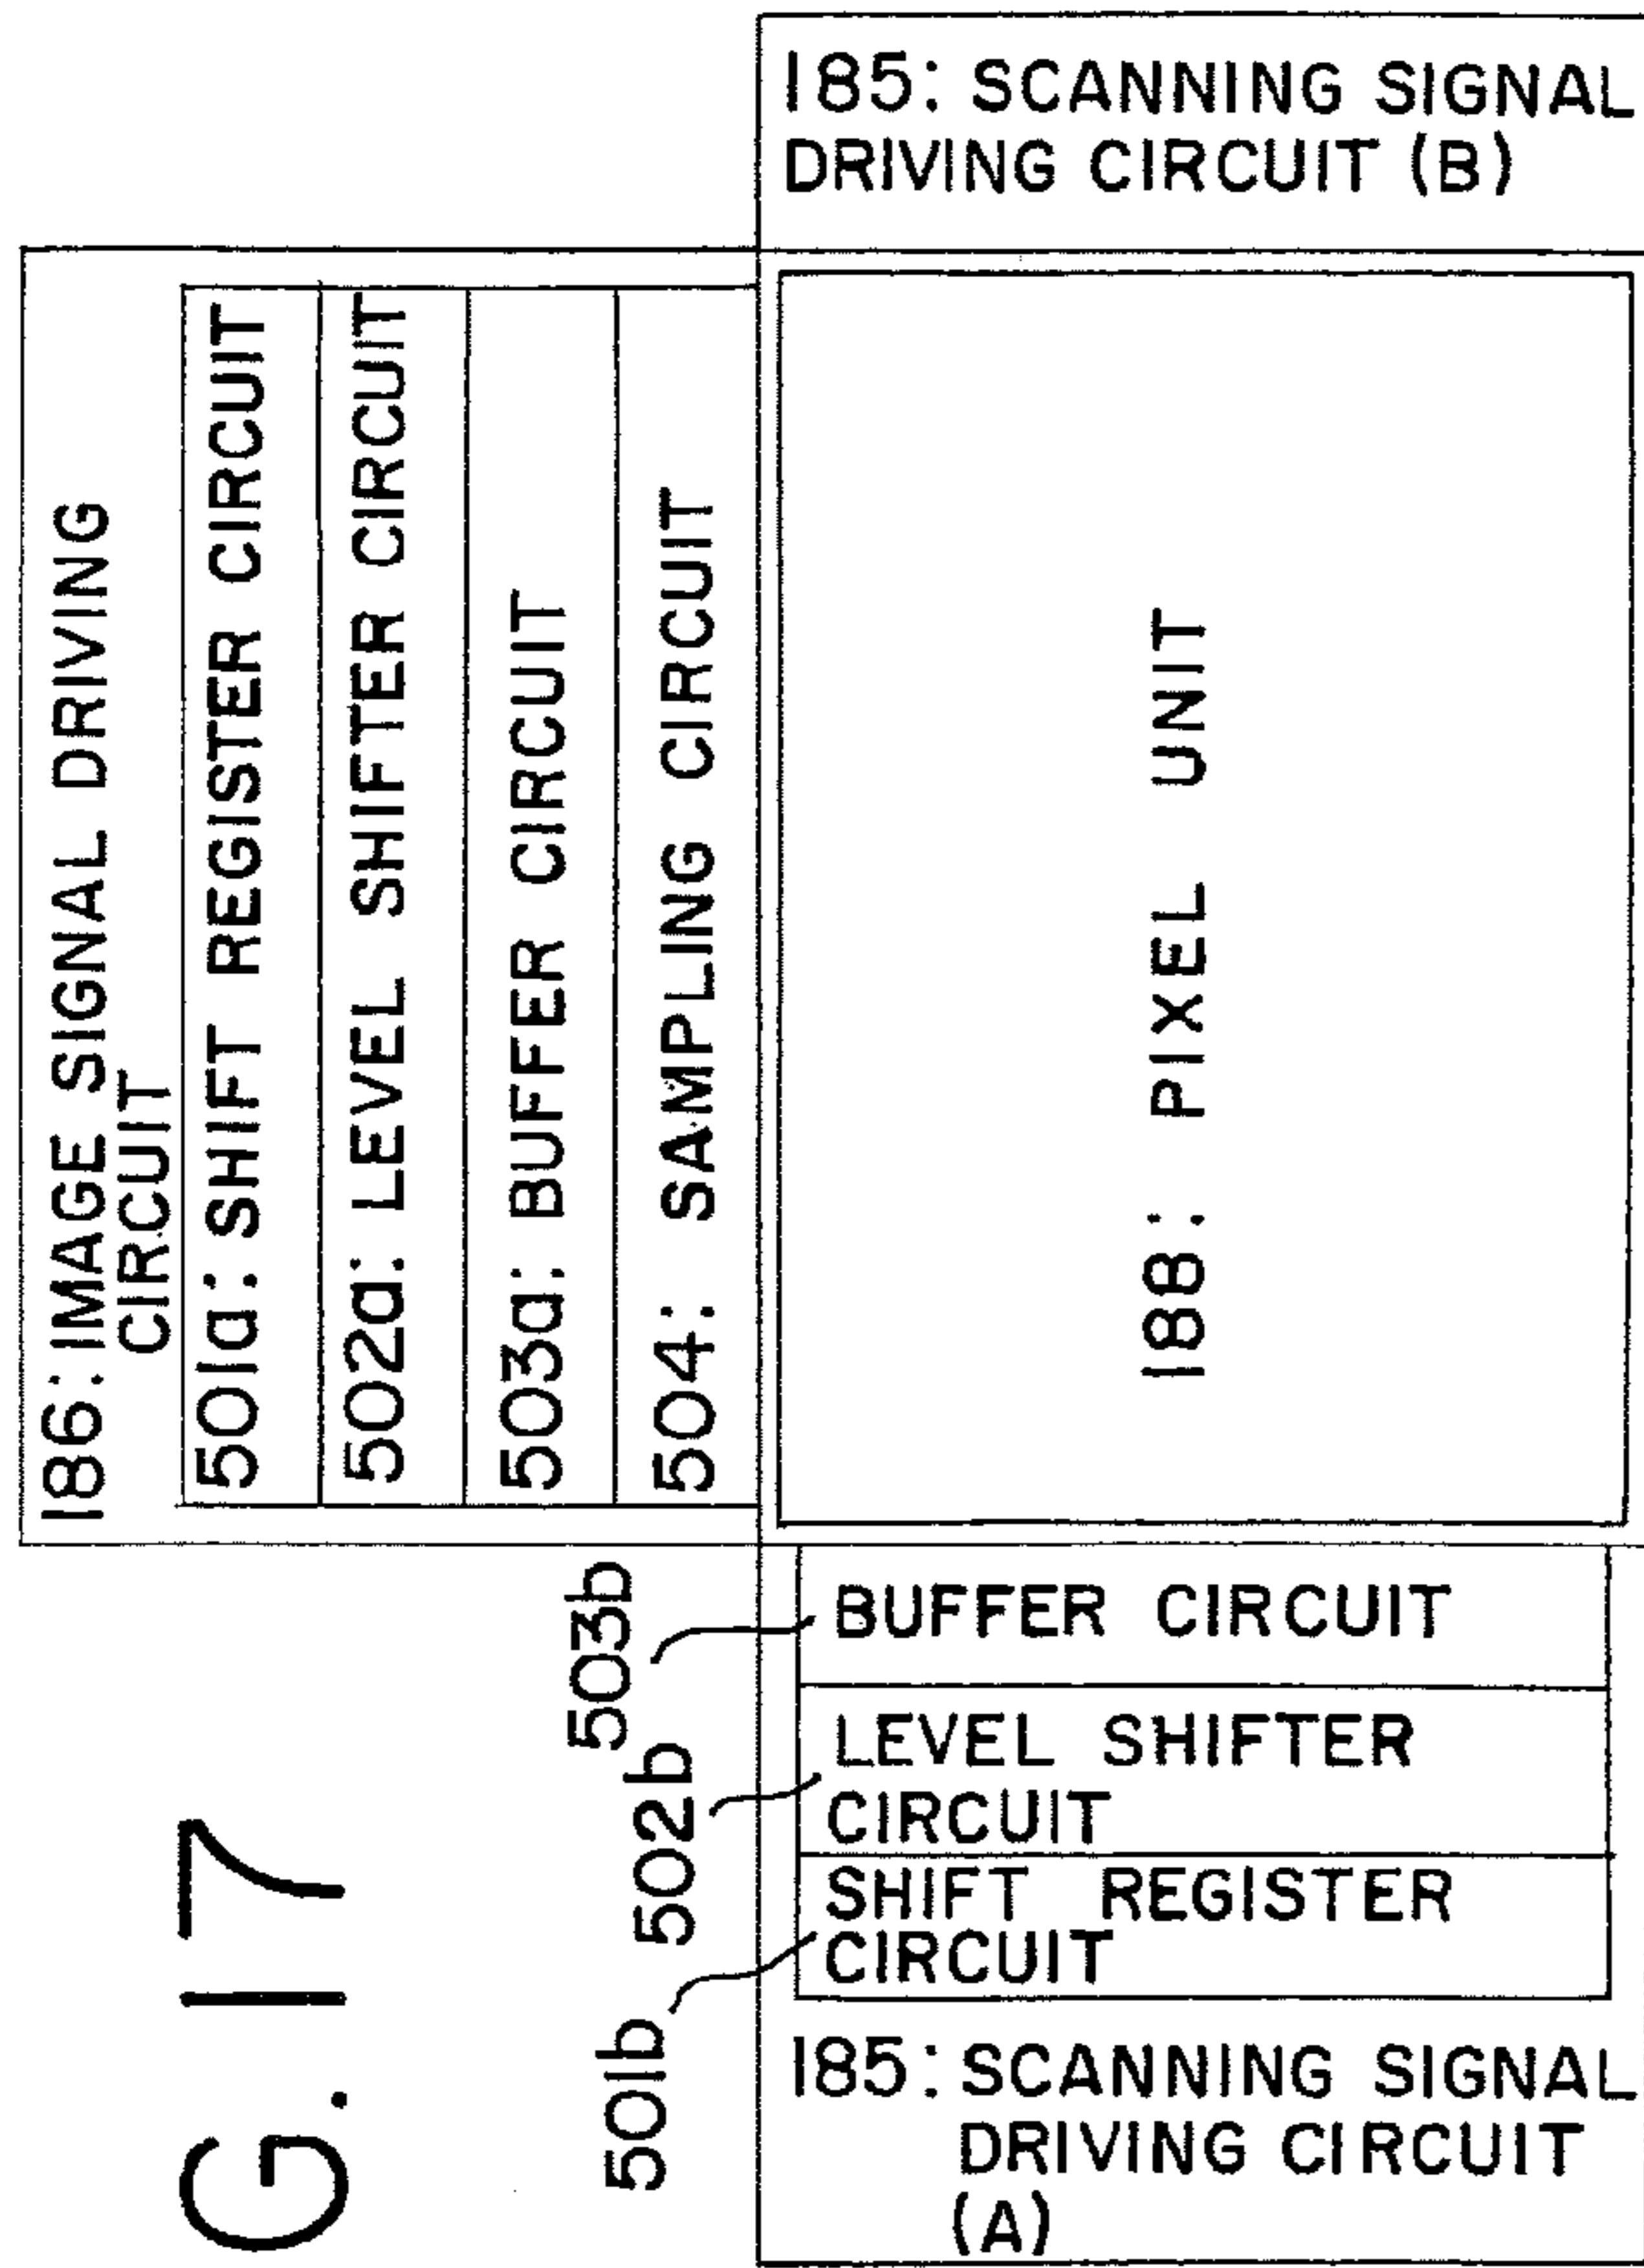 G. 17
186: IMAGE SIGNAL DRIVING
CIRCUIT
501a: SHIFT REGISTER CIRCUIT
502a: LEVEL SHIFTER CIRCUIT
503a: BUFFER CIRCUIT
504: SAMPLING CIRCUIT
501b
502b
503b
185: SCANNING SIGNAL
DRIVING CIRCUIT
(A)
SHIFT REGISTER
CIRCUIT
LEVEL SHIFTER
CIRCUIT
BUFFER CIRCUIT
188: PIXEL UNIT
185: SCANNING SIGNAL
DRIVING CIRCUIT (B)